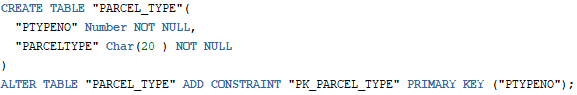 CREATE TABLE "PARCEL_TYPE"(
"PTYPENO" Number NOT NULL,
"PARCELTYPE" Char(20 ) NOT NULL
)
ALTER TABLE "PARCEL_TYPE" ADD CONSTRAINT "PK_PARCEL_TYPE" PRIMARY KEY ("PTYPENO");